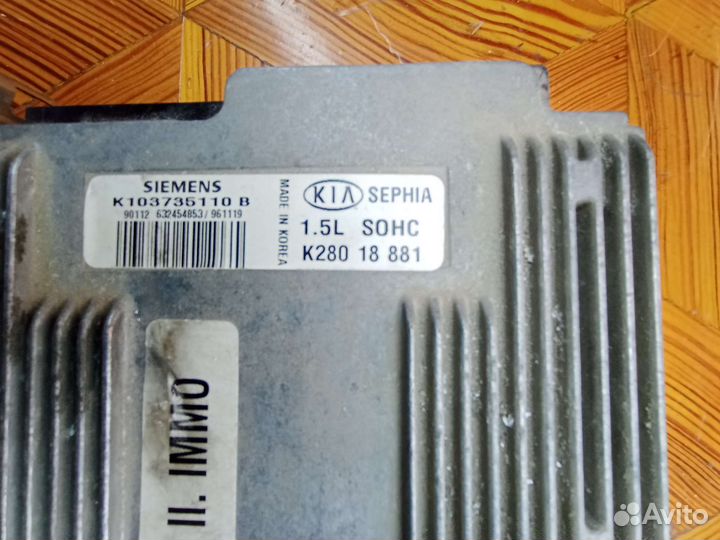 SIEMENS
K103735110 B
90112 632454853/961119
MADE IN KOREA
KIA SEPHIA
1.5L SOHC
K280 18 881
II. IMMO
Avito